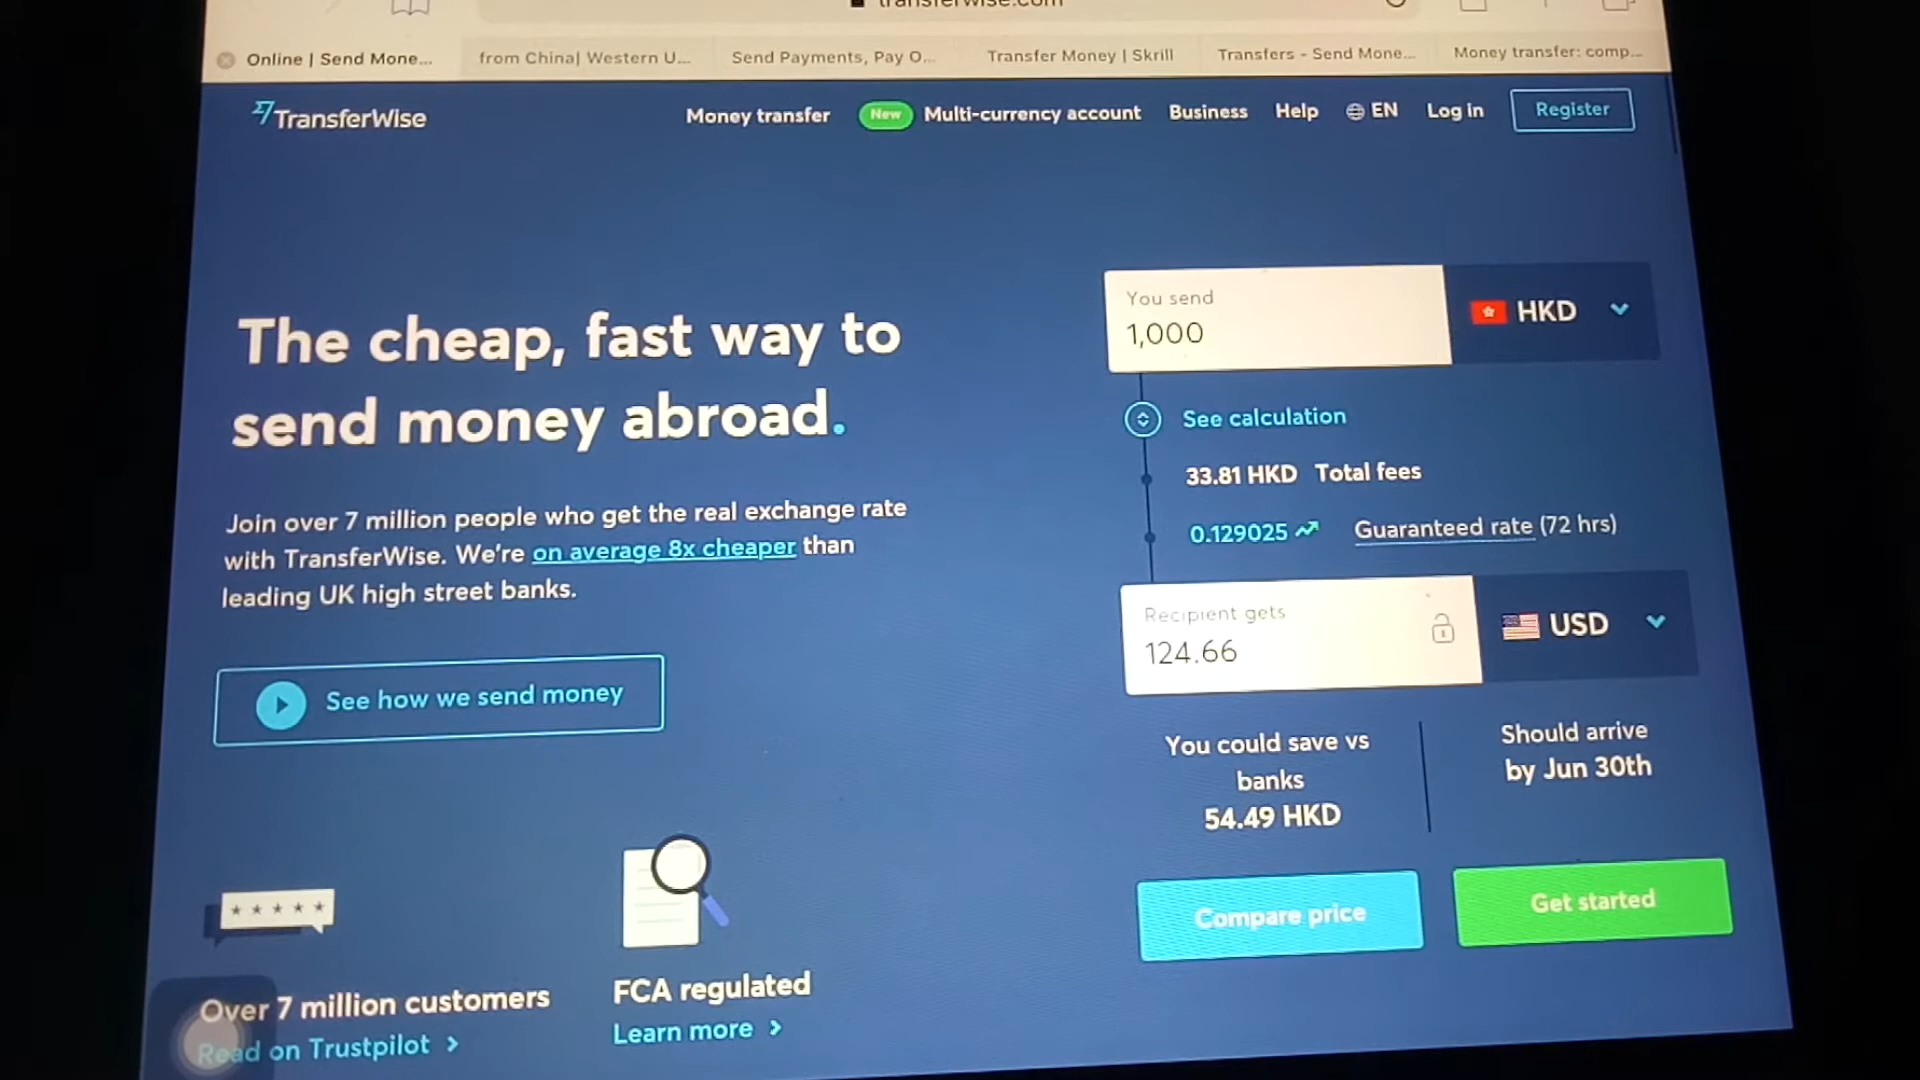 transferwise.com
Online | Send Mone...
from China| Western U...
Send Payments, Pay O...
Transfer Money | Skrill
Transfers - Send Mone...
Money transfer: comp...
TransferWise
Money transfer
New
Multi-currency account
Business
Help
EN
Log in
Register
The cheap, fast way to
send money abroad.
Join over 7 million people who get the real exchange rate
with TransferWise. We're on average 8x cheaper than
leading UK high street banks.
See how we send money
You send
1,000
HKD
See calculation
33.81 HKD Total fees
0.129025 Guaranteed rate (72 hrs)
Recipient gets
124.66
USD
You could save vs
banks
54.49 HKD
Should arrive
by Jun 30th
Compare price
Get started
Over 7 million customers
Read on Trustpilot
FCA regulated
Learn more